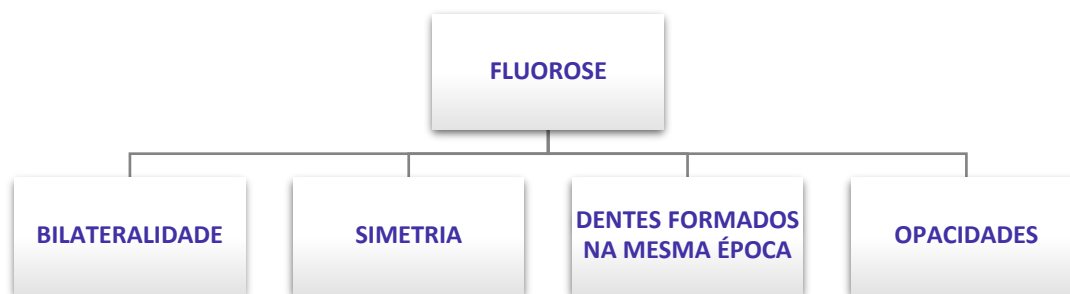 FLUOROSE
BILATERALIDADE
SIMETRIA
DENTES FORMADOS
NA MESMA ÉPOCA
OPACIDADES